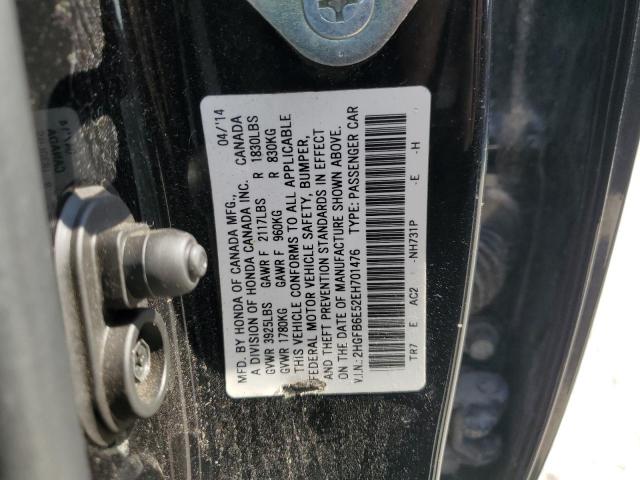 MFD. BY HONDA OF CANADA MFG., 04/'14
A DIVISION OF HONDA CANADA INC. CANADA
GVWR 3925LBS GAWR F 2117LBS R 1830LBS
GVWR 1780KG GAWR F 960KG R 830KG
THIS VEHICLE CONFORMS TO ALL APPLICABLE
FEDERAL MOTOR VEHICLE SAFETY, BUMPER,
AND THEFT PREVENTION STANDARDS IN EFFECT
ON THE DATE OF MANUFACTURE SHOWN ABOVE.
V.I.N.: 2HGFB6E52EH701476 TYPE: PASSENGER CAR
TR7 E AC2 -NH731P -E -H